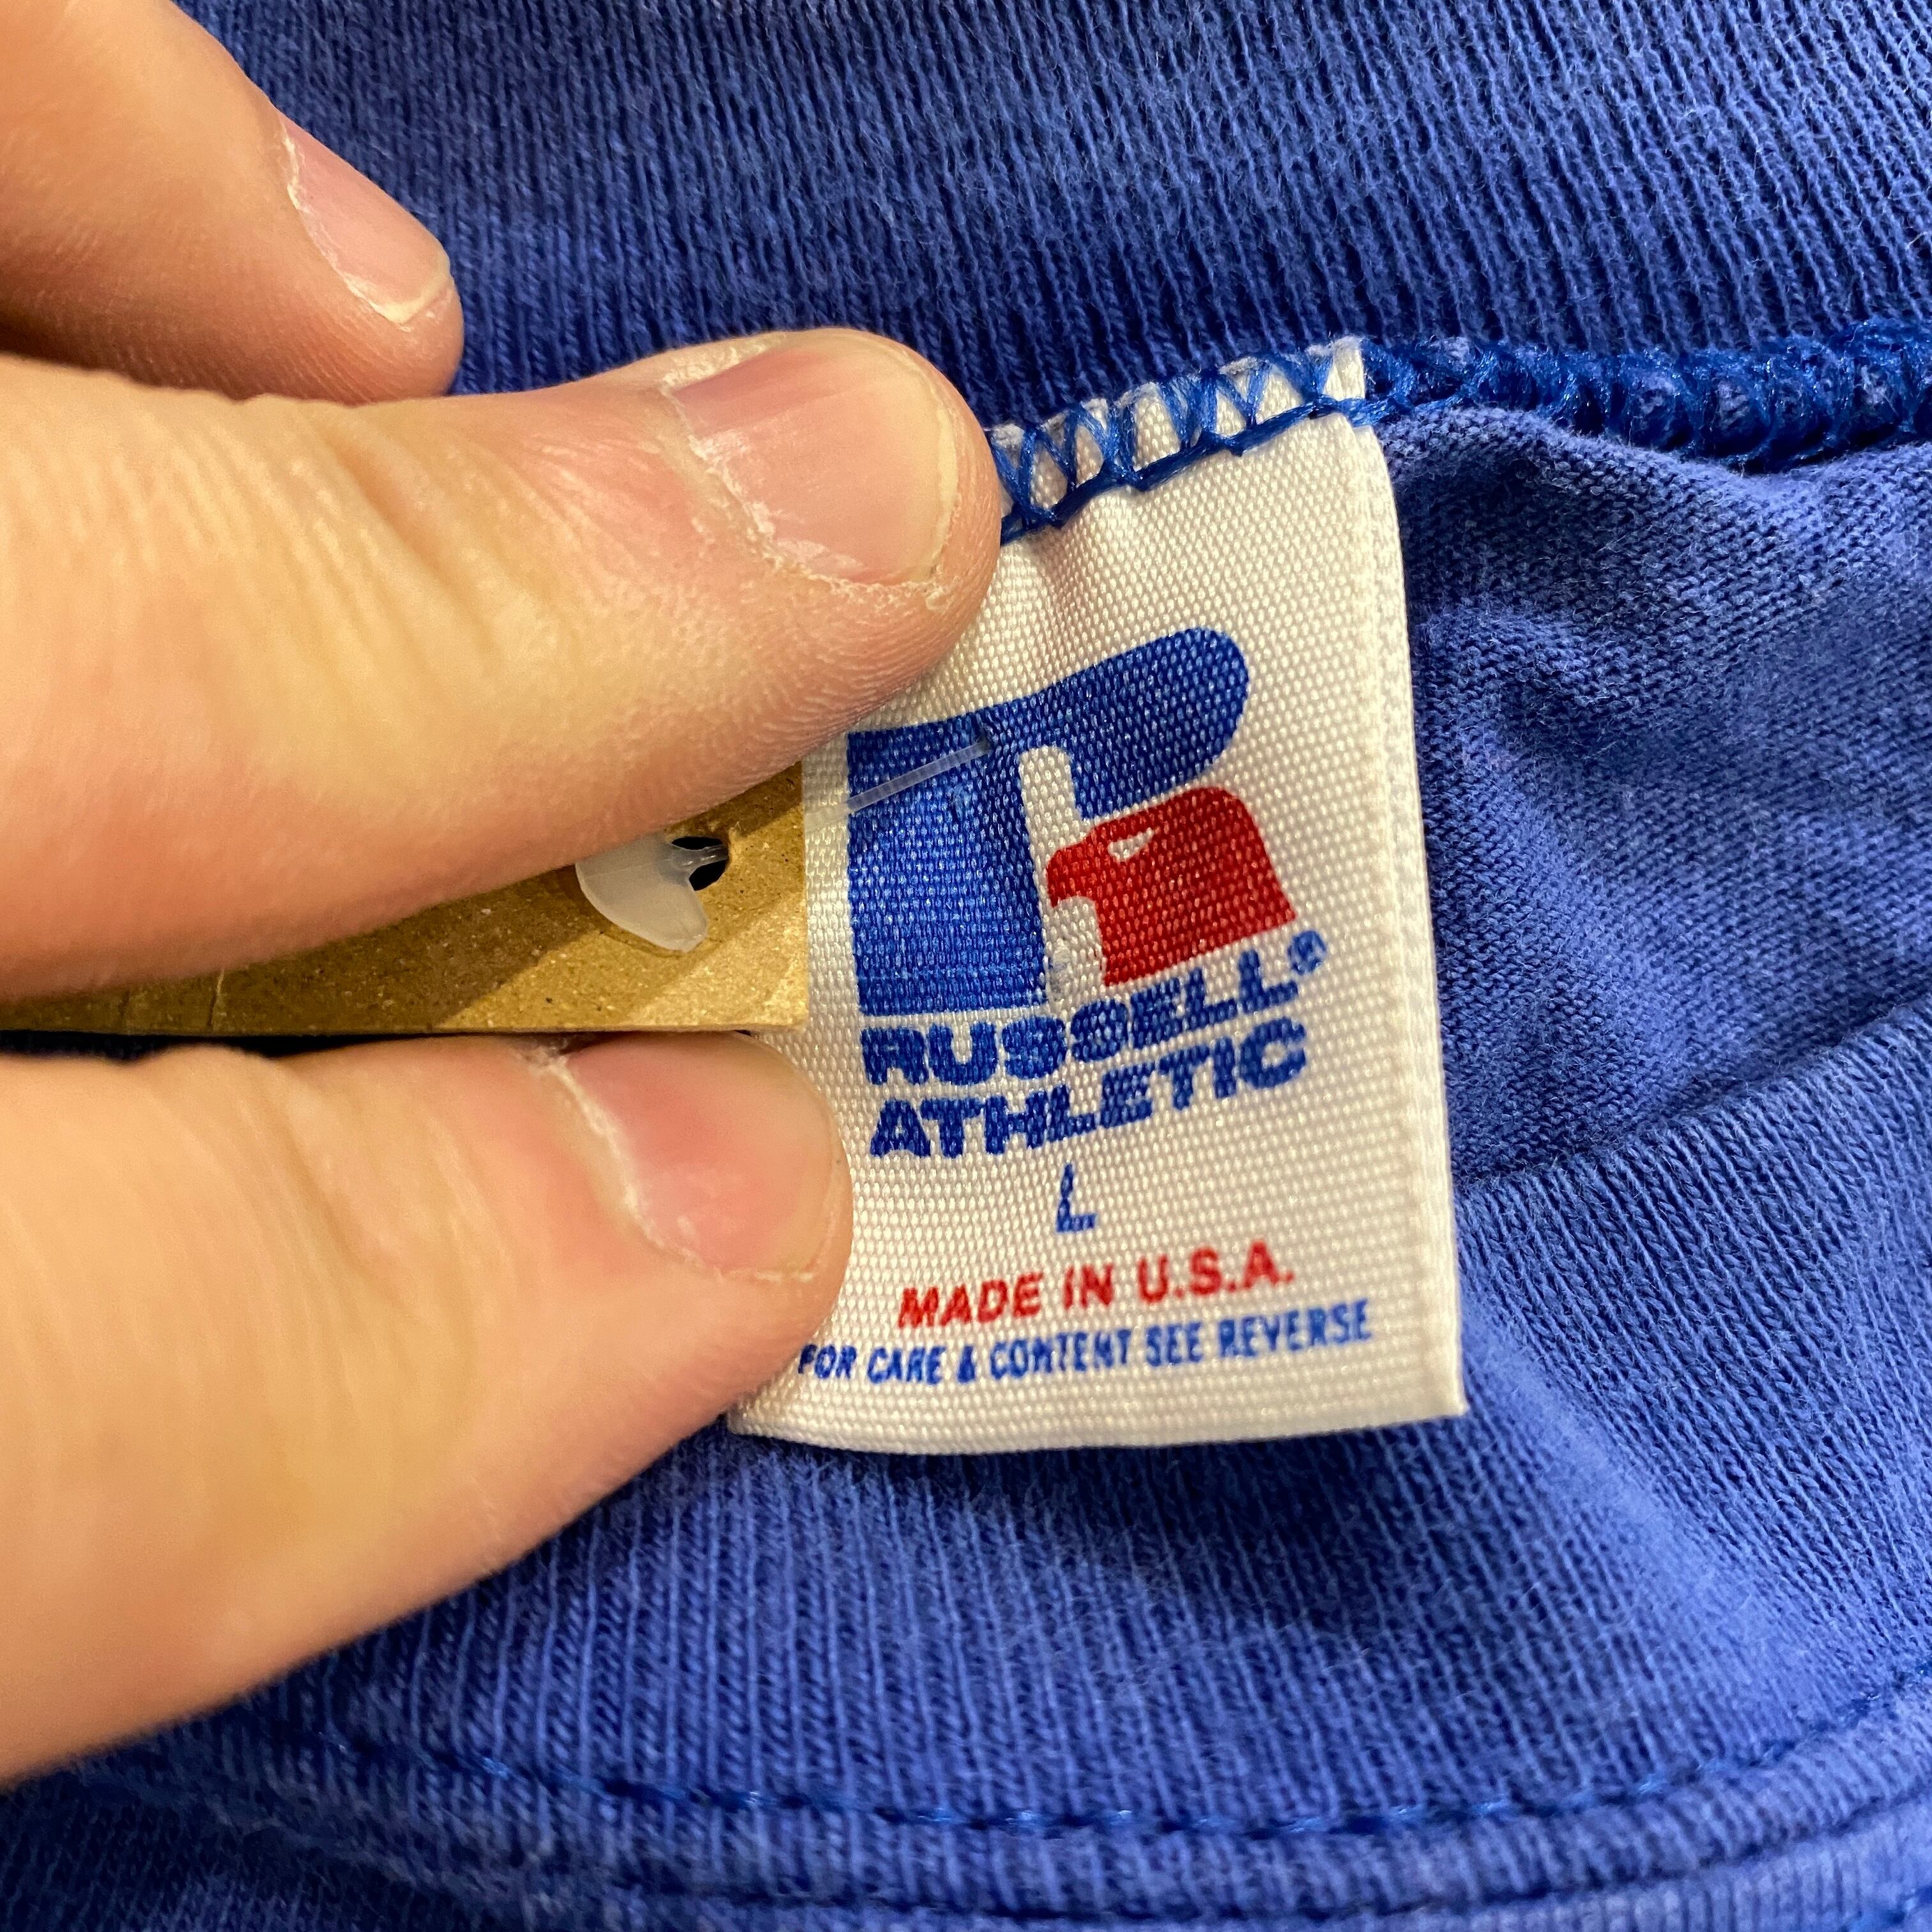 RUSSELL®
ATHLETIC
L
MADE IN U.S.A.
FOR CARE & CONTENT SEE REVERSE